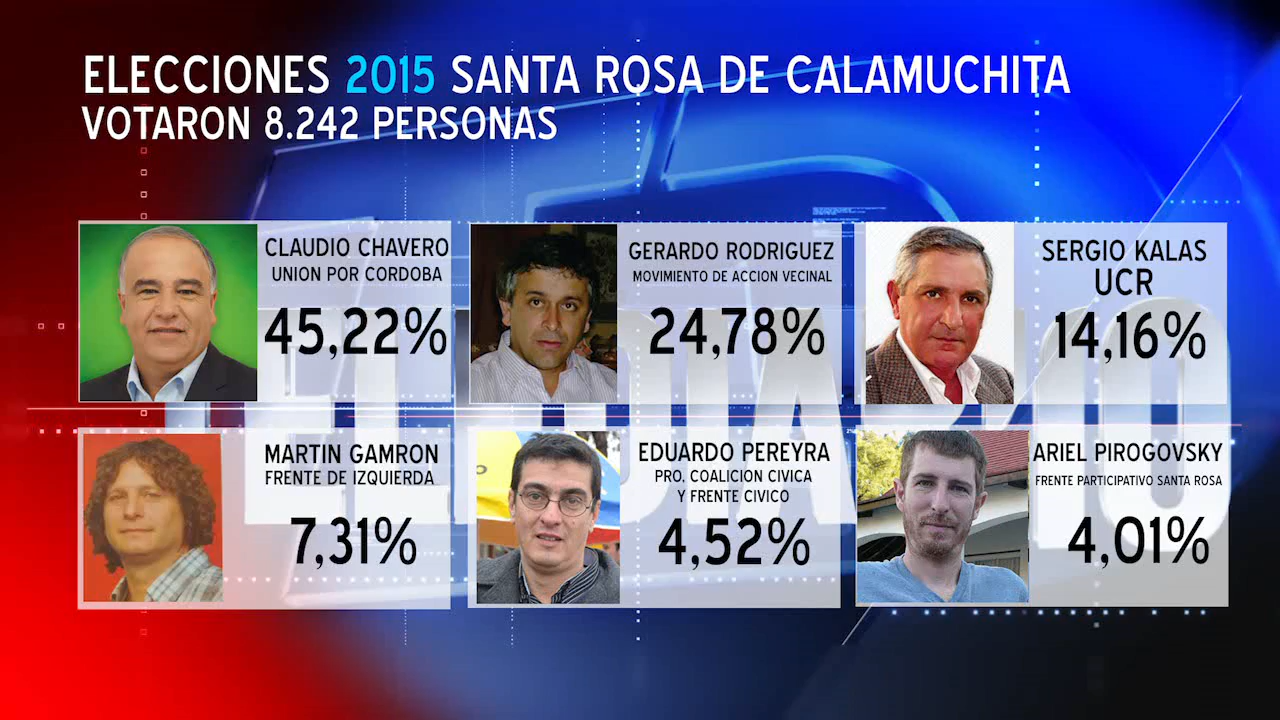 ELECCIONES 2015 SANTA ROSA DE CALAMUCHITA
VOTARON 8.242 PERSONAS
CLAUDIO CHAVERO
UNION POR CORDOBA
45,22%
GERARDO RODRIGUEZ
MOVIMIENTO DE ACCION VECINAL
24,78%
SERGIO KALAS
UCR
14,16%
MARTIN GAMRON
FRENTE DE IZQUIERDA
7,31%
EDUARDO PEREYRA
PRO. COALICION CIVICA
Y FRENTE CIVICO
4,52%
ARIEL PIROGOVSKY
FRENTE PARTICIPATIVO SANTA ROSA
4,01%